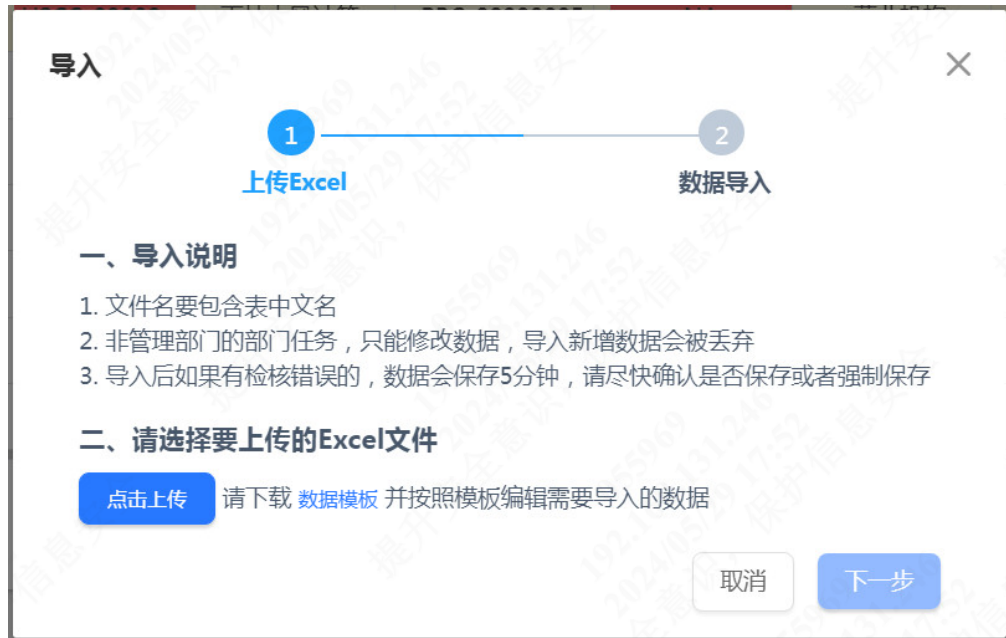 导入
1
2
上传Excel
数据导入
一、导入说明
1. 文件名要包含表中文名
2. 非管理部门的部门任务，只能修改数据，导入新增数据会被丢弃
3. 导入后如果有检核错误的，数据会保存5分钟，请尽快确认是否保存或者强制保存
二、请选择要上传的Excel文件
点击上传 请下载 数据模板 并按照模板编辑需要导入的数据
取消
下一步